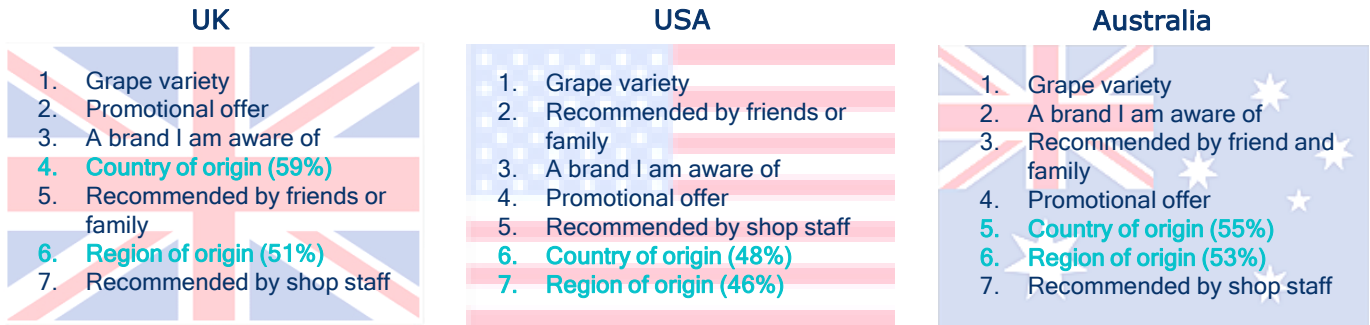 UK
1. Grape variety
2. Promotional offer
3. A brand I am aware of
4. Country of origin (59%)
5. Recommended by friends or
family
6. Region of origin (51%)
7. Recommended by shop staff
USA
1. Grape variety
2. Recommended by friends or
family
3. A brand I am aware of
4. Promotional offer
5. Recommended by shop staff
6. Country of origin (48%)
7. Region of origin (46%)
Australia
1. Grape variety
2. A brand I am aware of
3. Recommended by friend and
family
4. Promotional offer
5. Country of origin (55%)
6. Region of origin (53%)
7. Recommended by shop staff